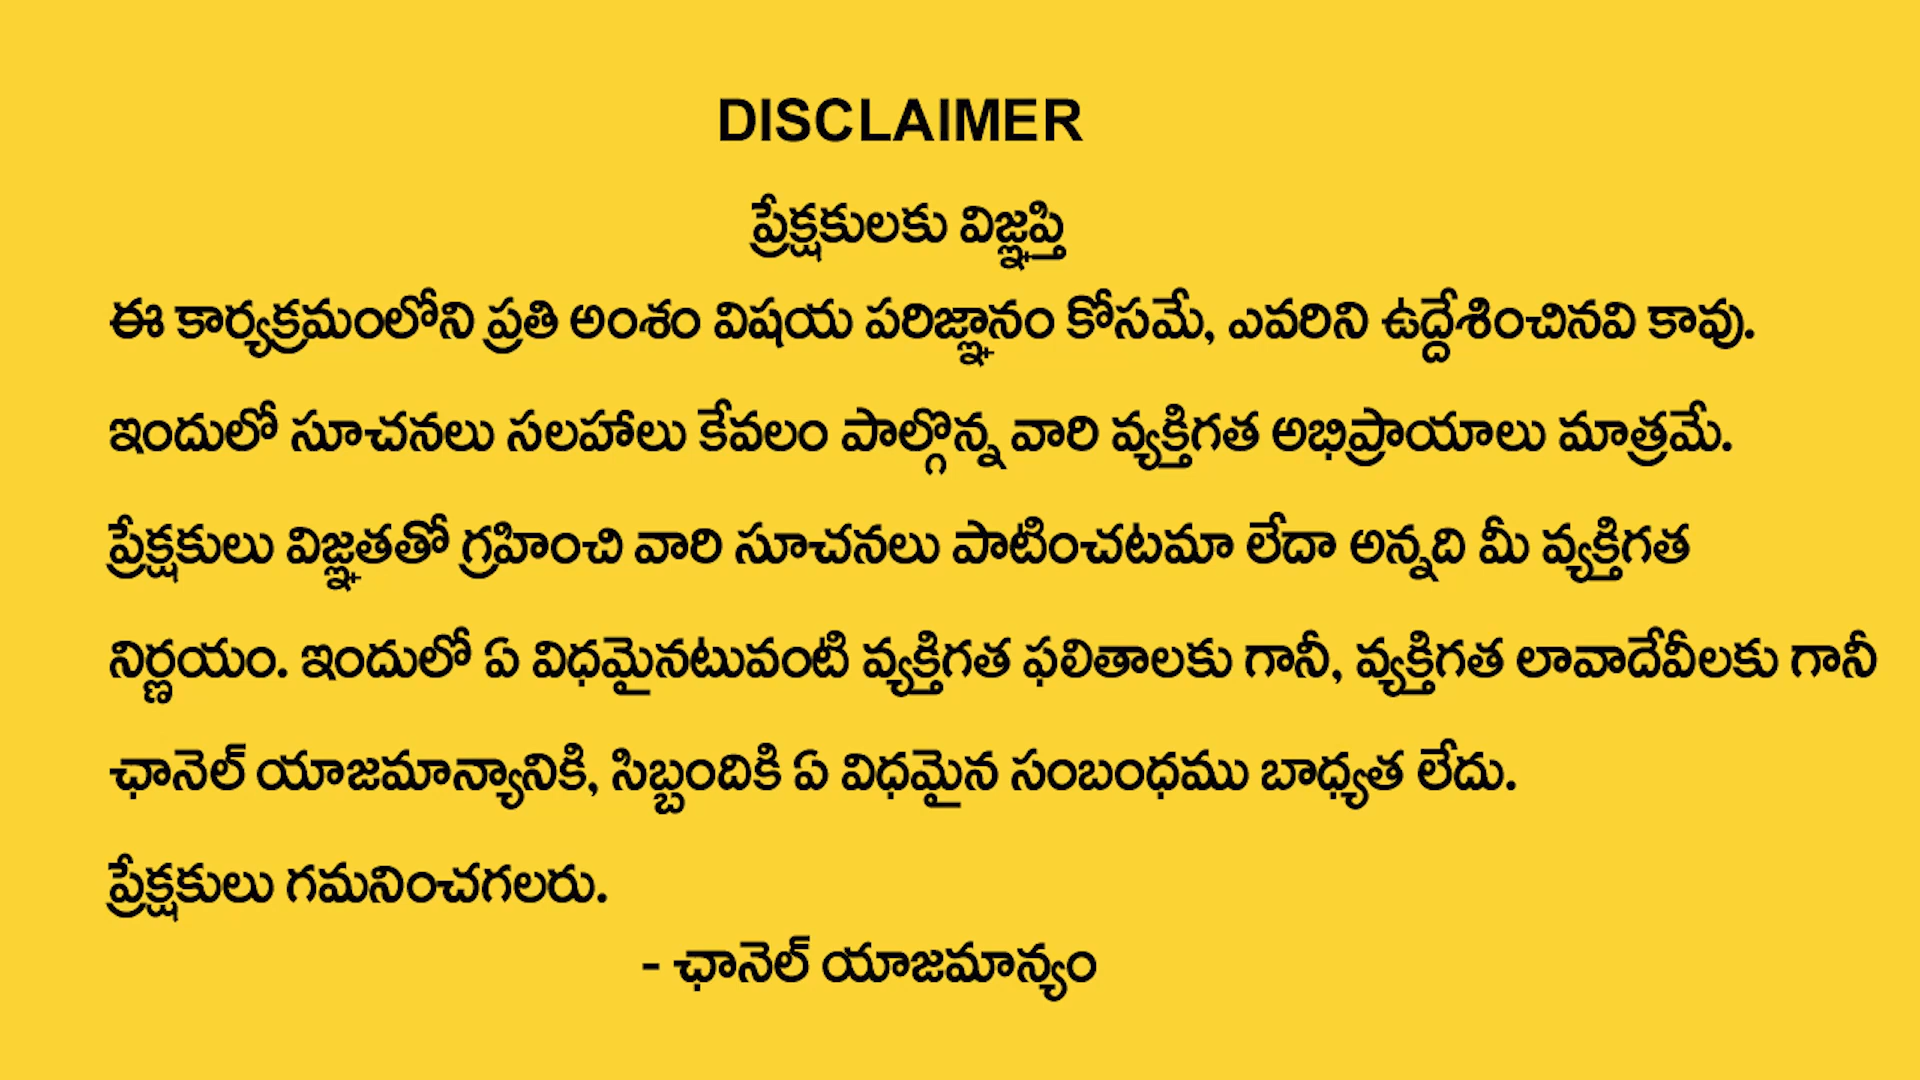 DISCLAIMER
ప్రేక్షకులకు విజ్ఞప్తి
ఈ కార్యక్రమంలోని ప్రతి అంశం విషయ పరిజ్ఞానం కోసమే, ఎవరిని ఉద్దేశించినవి కావు.
ఇందులో సూచనలు సలహాలు కేవలం పాల్గొన్న వారి వ్యక్తిగత అభిప్రాయాలు మాత్రమే.
ప్రేక్షకులు విజ్ఞతతో గ్రహించి వారి సూచనలు పాటించటమా లేదా అన్నది మీ వ్యక్తిగత
నిర్ణయం. ఇందులో ఏ విధమైనటువంటి వ్యక్తిగత ఫలితాలకు గానీ, వ్యక్తిగత లావాదేవీలకు గానీ
ఛానెల్ యాజమాన్యానికి, సిబ్బందికి ఏ విధమైన సంబంధము బాధ్యత లేదు.
ప్రేక్షకులు గమనించగలరు.
- ఛానెల్ యాజమాన్యం